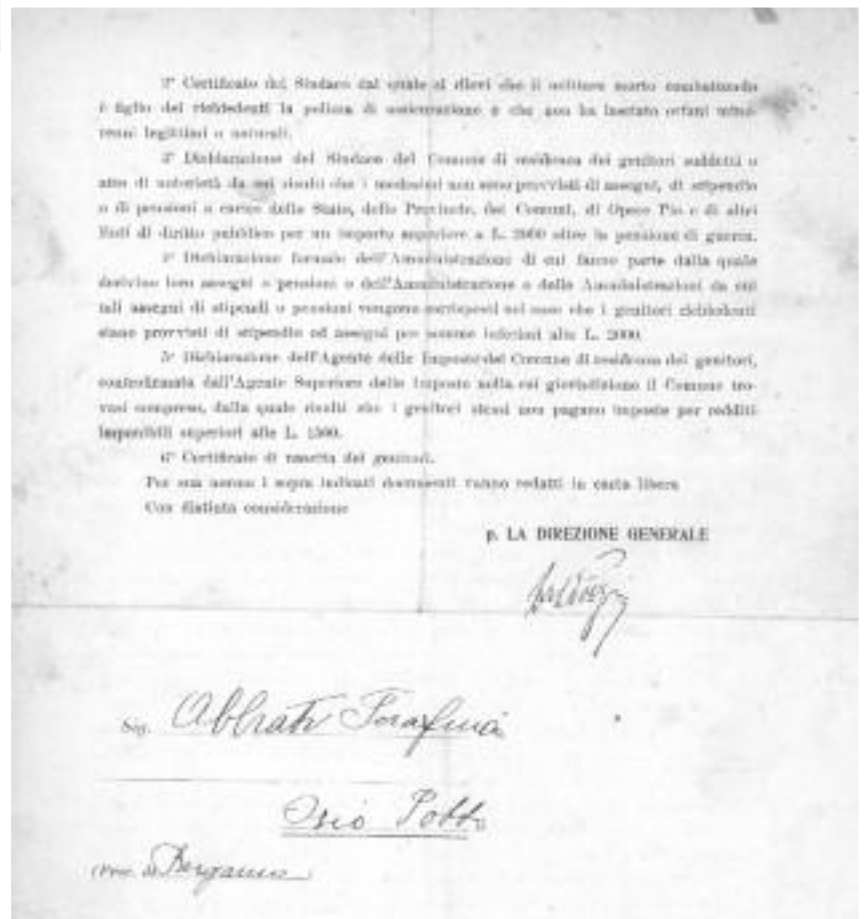 2° Certificato del Sindaco dal quale si rilevi che il militare morto combattendo
è figlio dei richiedenti la polizza di assicurazione e che non ha lasciato orfani mino-
renni legittimi o naturali.
3° Dichiarazione del Sindaco del Comune di residenza dei genitori suddetti o
atto di notorietà da cui risulti che i medesimi non sono provvisti di assegni, di stipendio
o di pensioni a carico dello Stato, delle Provincie, dei Comuni, di Opere Pie e di altri
Enti di diritto pubblico per un importo superiore a L. 2000 oltre la pensione di guerra.
4° Dichiarazione formale dell'Amministrazione di cui fanno parte dalla quale
derivino loro assegni o pensioni o dell'Amministrazione o delle Amministrazioni da cui
tali assegni di stipendi o pensioni vengono corrisposti nel caso che i genitori richiedenti
siano provvisti di stipendio ed assegni per somme inferiori alle L. 2000.
5° Dichiarazione dell'Agente delle Imposte del Comune di residenza dei genitori,
controfirmata dall'Agente Superiore delle Imposte nella cui giurisdizione il Comune tro-
vasi compreso, dalla quale risulti che i genitori stessi non pagano imposte per redditi
imponibili superiori alle L. 1500.
6° Certificato di nascita dei genitori.
Per sua norma i sopra indicati documenti vanno redatti in carta libera
Con distinta considerazione
p. LA DIREZIONE GENERALE
Sig. Abbrati Serafina
Osio Sotto
(Prov. di Bergamo